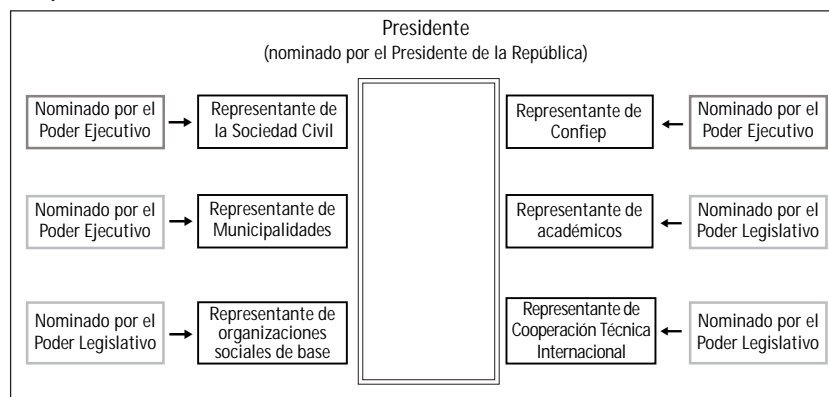 Presidente
(nominado por el Presidente de la República)
Nominado por el
Poder Ejecutivo
Representante de
la Sociedad Civil
Representante de
Confiep
Nominado por el
Poder Ejecutivo
Nominado por el
Poder Ejecutivo
Representante de
Municipalidades
Representante de
académicos
Nominado por el
Poder Legislativo
Nominado por el
Poder Legislativo
Representante de
organizaciones
sociales de base
Representante de
Cooperación Técnica
Internacional
Nominado por el
Poder Legislativo